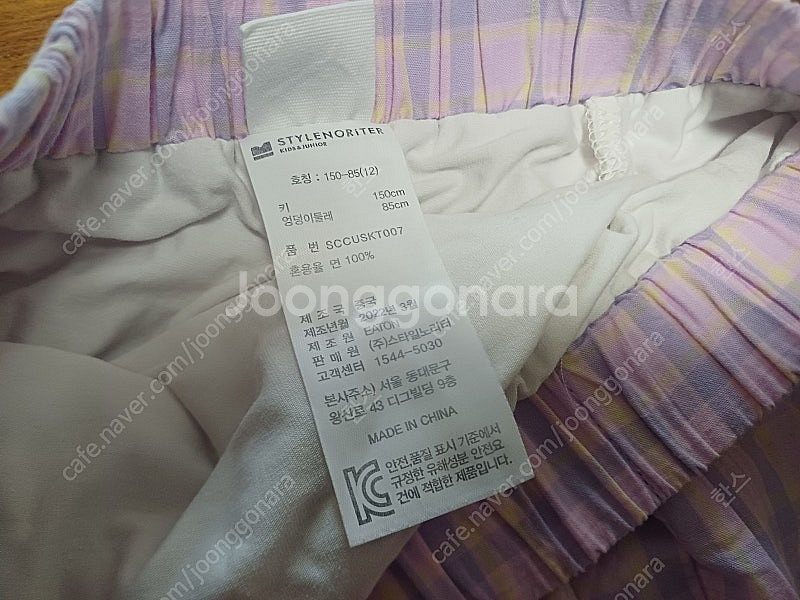 STYLENORITER
KIDS&JUNIOR
호칭 : 150-85(12)
키 150cm
엉덩이둘레 85cm
품 번 SCCUSKT007
혼용율 면 100%
제 조 국 중국
제조년월 2022년 3월
제 조 원 EATON
판 매 원 (주)스타일노리터
고객센터 1544-5030
본사주소) 서울 동대문구
왕산로 43 디그빌딩 9층
MADE IN CHINA
안전.품질 표시 기준에서
규정한 유해성분 안전요
건에 적합한 제품입니다.
Joonggonara
cafe.naver.com/joonggonara
한스